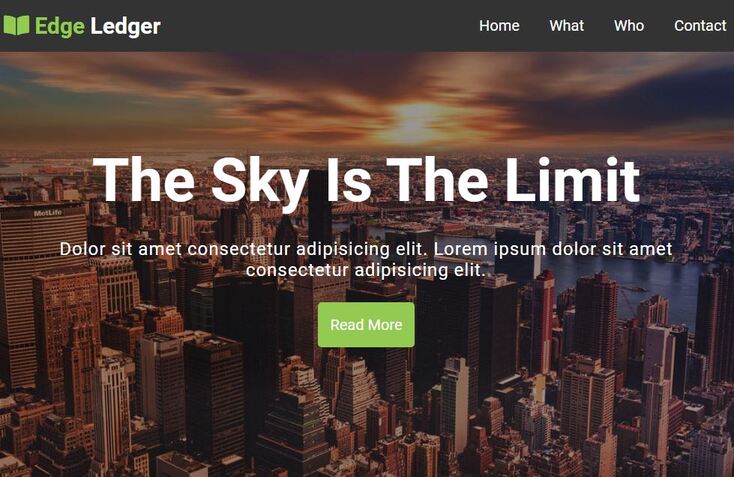 Edge Ledger
Home What Who Contact
The Sky Is The Limit
MetLife
Dolor sit amet consectetur adipisicing elit. Lorem ipsum dolor sit amet
consectetur adipisicing elit.
Read More